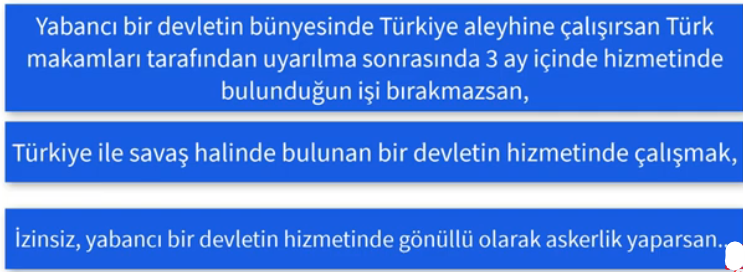 Yabancı bir devletin bünyesinde Türkiye aleyhine çalışırsan Türk
makamları tarafından uyarılma sonrasında 3 ay içinde hizmetinde
bulunduğun işi bırakmazsan,
Türkiye ile savaş halinde bulunan bir devletin hizmetinde çalışmak,
İzinsiz, yabancı bir devletin hizmetinde gönüllü olarak askerlik yaparsan..